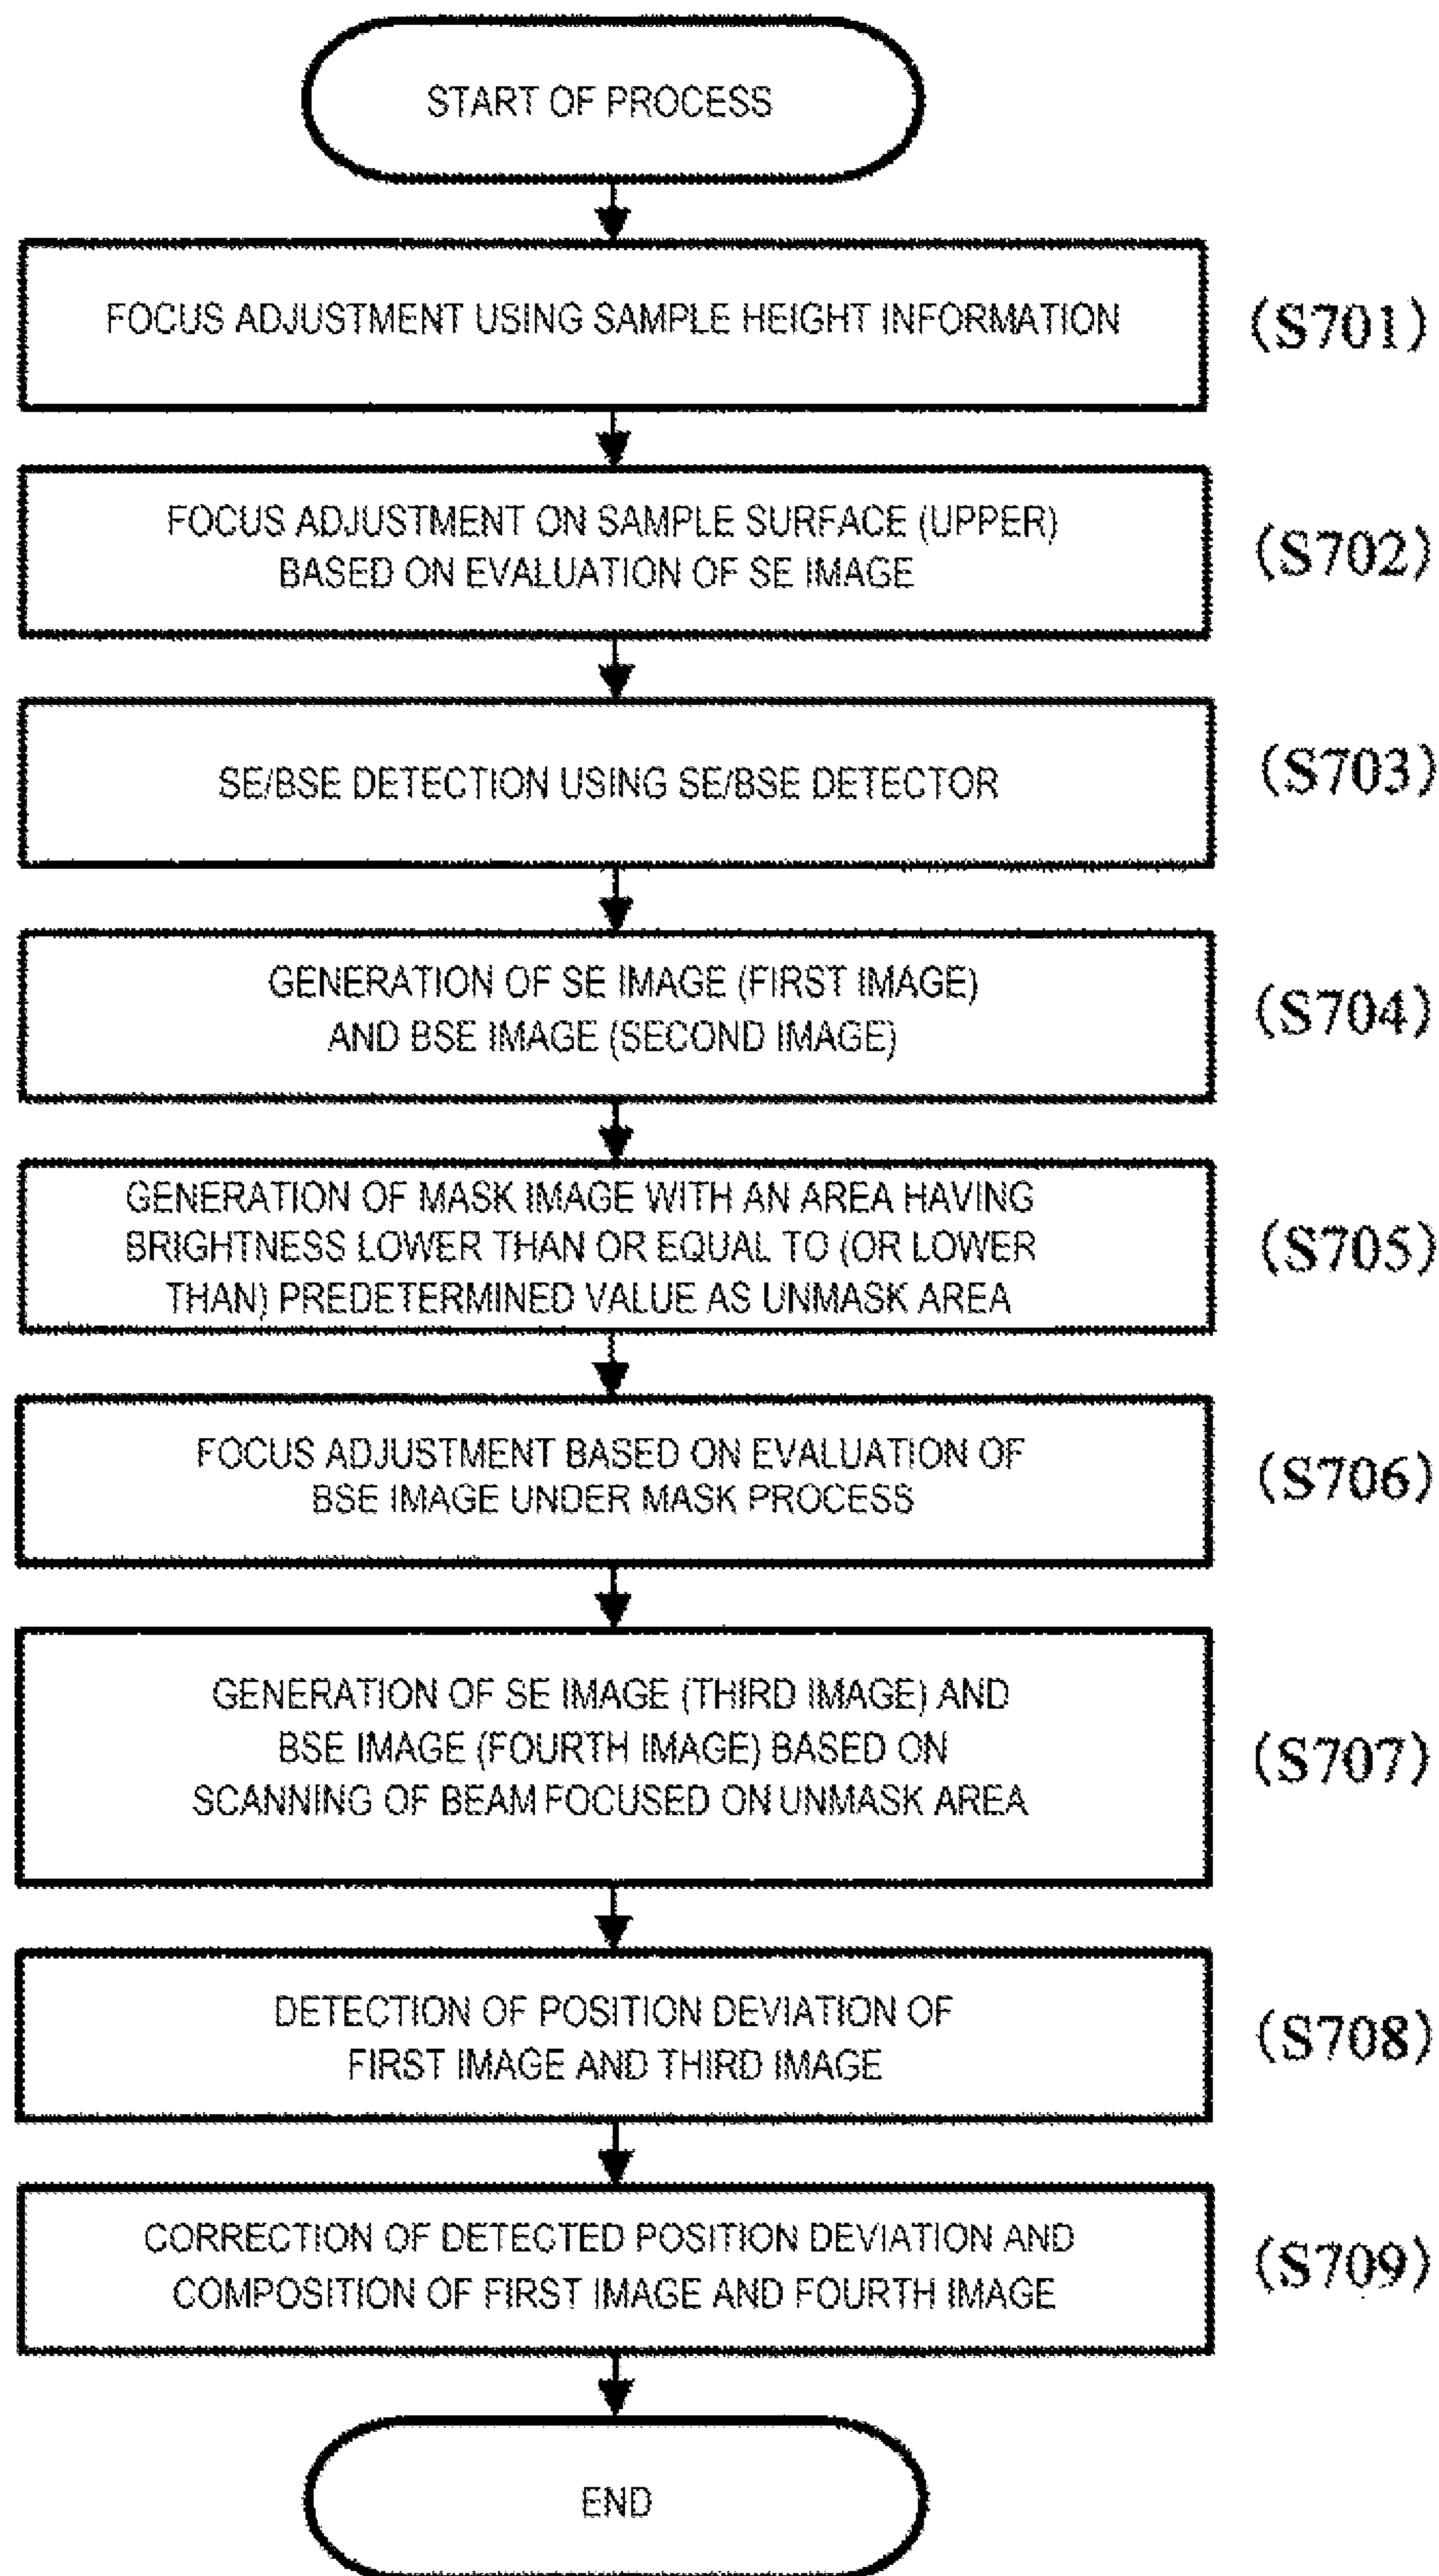 START OF PROCESS
FOCUS ADJUSTMENT USING SAMPLE HEIGHT INFORMATION
(S701)
FOCUS ADJUSTMENT ON SAMPLE SURFACE (UPPER)
BASED ON EVALUATION OF SE IMAGE
(S702)
SE/BSE DETECTION USING SE/BSE DETECTOR
(S703)
GENERATION OF SE IMAGE (FIRST IMAGE)
AND BSE IMAGE (SECOND IMAGE)
(S704)
GENERATION OF MASK IMAGE WITH AN AREA HAVING
BRIGHTNESS LOWER THAN OR EQUAL TO (OR LOWER
THAN) PREDETERMINED VALUE AS UNMASK AREA
(S705)
FOCUS ADJUSTMENT BASED ON EVALUATION OF
BSE IMAGE UNDER MASK PROCESS
(S706)
GENERATION OF SE IMAGE (THIRD IMAGE) AND
BSE IMAGE (FOURTH IMAGE) BASED ON
SCANNING OF BEAM FOCUSED ON UNMASK AREA
(S707)
DETECTION OF POSITION DEVIATION OF
FIRST IMAGE AND THIRD IMAGE
(S708)
CORRECTION OF DETECTED POSITION DEVIATION AND
COMPOSITION OF FIRST IMAGE AND FOURTH IMAGE
(S709)
END